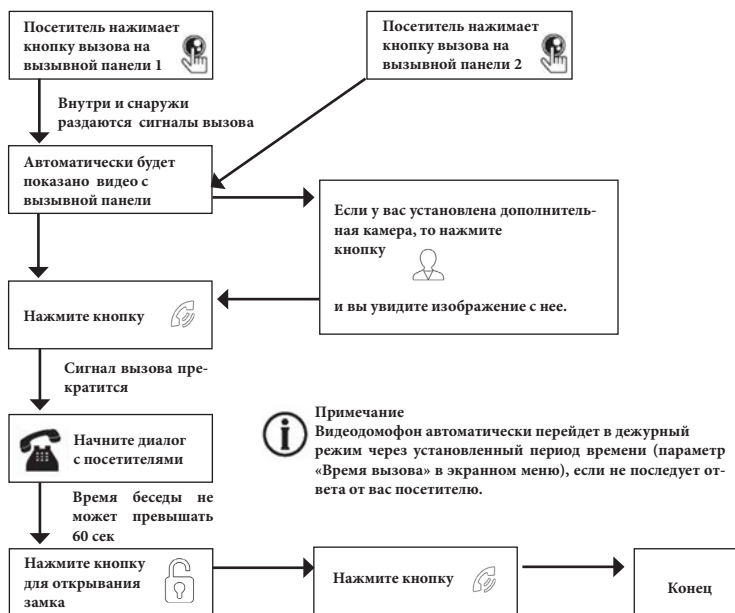 Посетитель нажимает
кнопку вызова на
вызывной панели 1
Посетитель нажимает
кнопку вызова на
вызывной панели 2
Внутри и снаружи
раздаются сигналы вызова
Автоматически будет
показано видео с
вызывной панели
Если у вас установлена дополнитель-
ная камера, то нажмите
кнопку
и вы увидите изображение с нее.
Нажмите кнопку
Сигнал вызова пре-
кратится
Начните диалог
с посетителями
Примечание
Видеодомофон автоматически перейдет в дежурный
режим через установленный период времени (параметр
«Время вызова» в экранном меню), если не последует от-
вета от вас посетителю.
Время беседы не
может превышать
60 сек
Нажмите кнопку
для открывания
замка
Нажмите кнопку
Конец